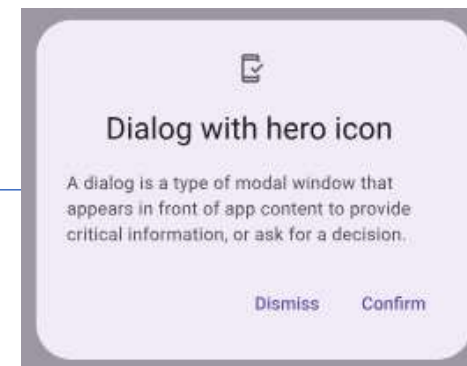 Dialog with hero icon
A dialog is a type of modal window that
appears in front of app content to provide
critical information, or ask for a decision.
Dismiss Confirm